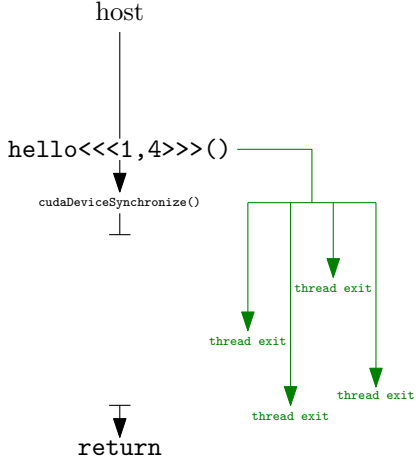 host
hello<<<1,4>>>()
cudaDeviceSynchronize()
thread exit
thread exit
thread exit
thread exit
return